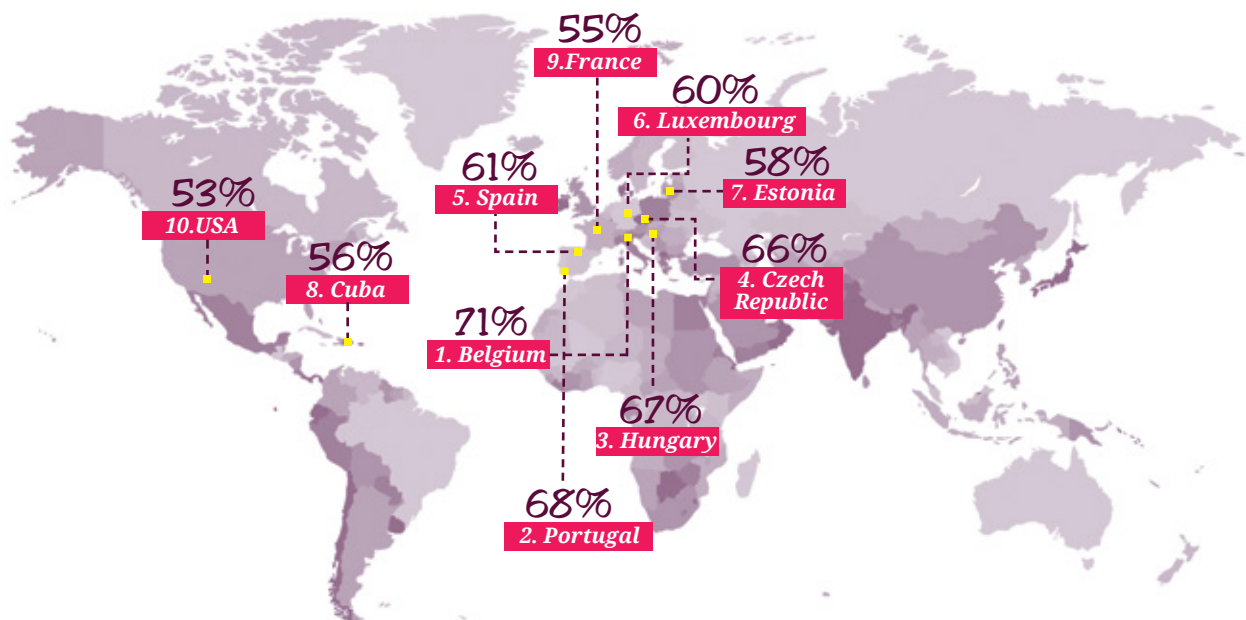 55%
9.France
60%
6. Luxembourg
61%
5. Spain
58%
7. Estonia
53%
10.USA
56%
8. Cuba
66%
4. Czech
Republic
71%
1. Belgium
67%
3. Hungary
68%
2. Portugal